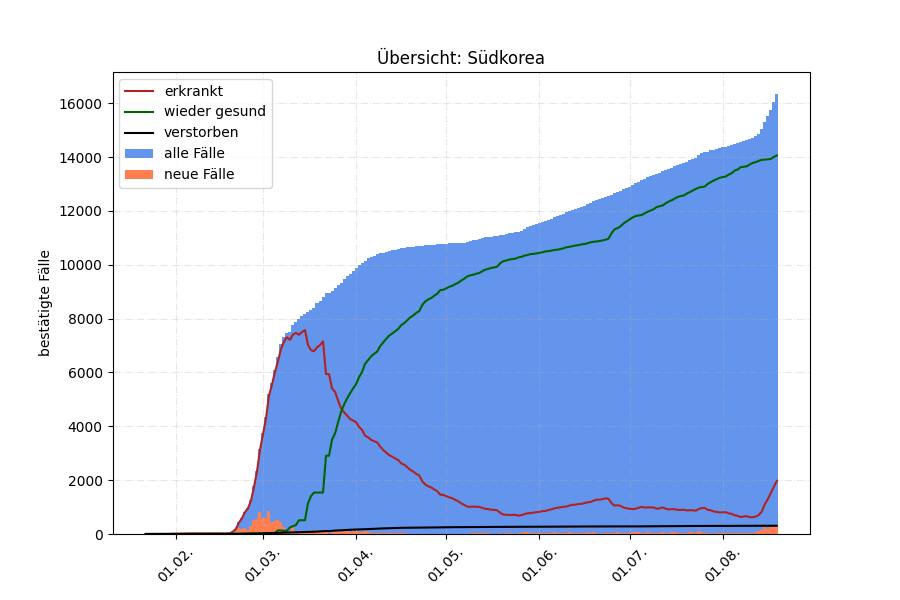 Übersicht: Südkorea
erkrankt
wieder gesund
verstorben
alle Fälle
neue Fälle
bestätigte Fälle
16000
14000
12000
10000
8000
6000
4000
2000
0
01.02.
01.03.
01.04.
01.05.
01.06.
01.07.
01.08.